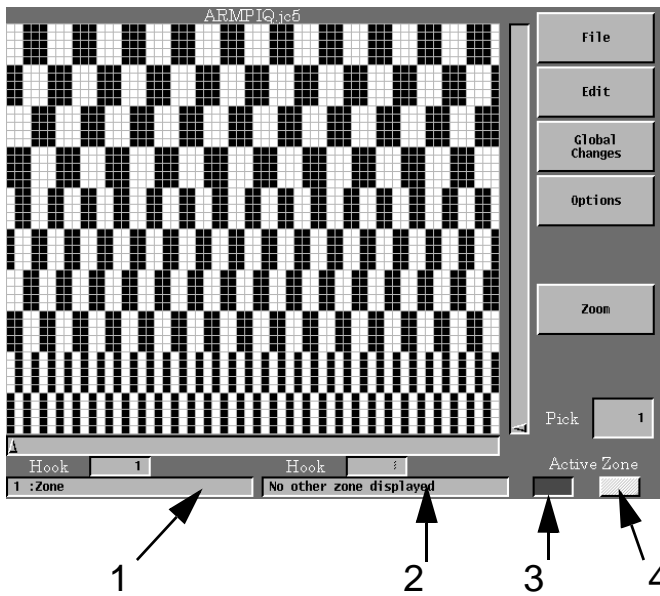 ARMPIQ.jc5
File
Edit
Global
Changes
Options
Zoom
Pick 1
Hook 1 Hook
Active Zone
1 :Zone
No other zone displayed
1 2 3 4